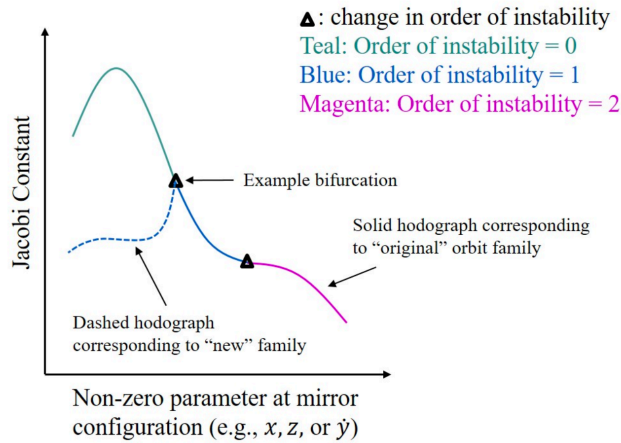 ▲: change in order of instability
Teal: Order of instability = 0
Blue: Order of instability = 1
Magenta: Order of instability = 2
Jacobi Constant
Example bifurcation
Solid hodograph corresponding
to “original” orbit family
Dashed hodograph
corresponding to “new” family
Non-zero parameter at mirror
configuration (e.g., x, z, or ẏ)